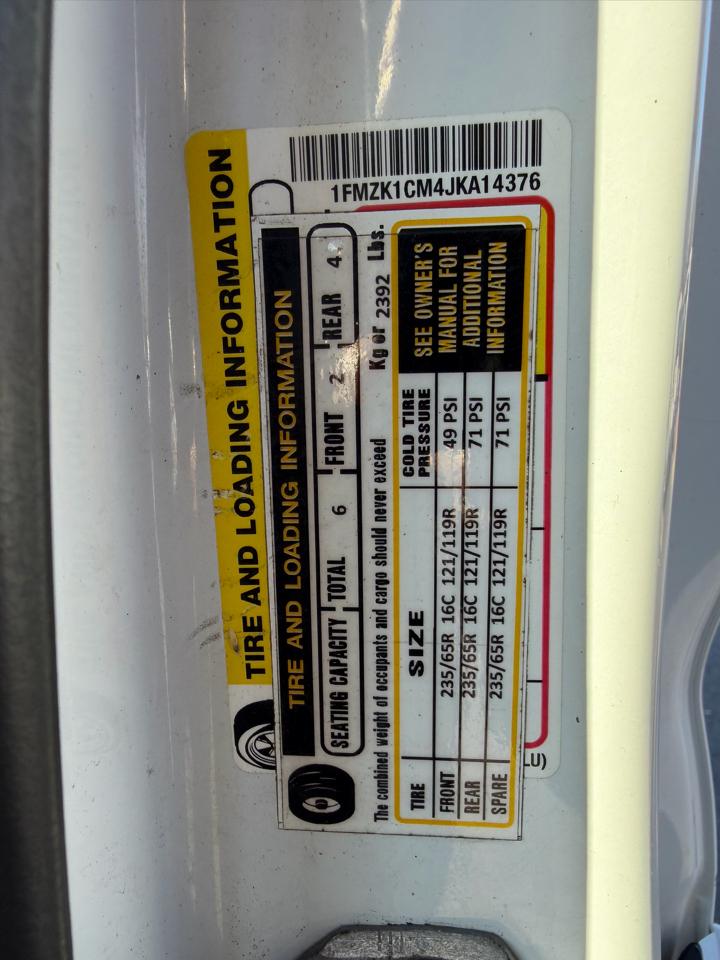 1FMZK1CM4JKA14376
TIRE AND LOADING INFORMATION
TIRE AND LOADING INFORMATION
SEATING CAPACITY TOTAL 6 FRONT 2 REAR 4
The combined weight of occupants and cargo should never exceed Kg or 2392 Lbs.
TIRE SIZE COLD TIRE PRESSURE
FRONT 235/65R 16C 121/119R 49 PSI
REAR 235/65R 16C 121/119R 71 PSI
SPARE 235/65R 16C 121/119R 71 PSI
SEE OWNER'S
MANUAL FOR
ADDITIONAL
INFORMATION
LU)